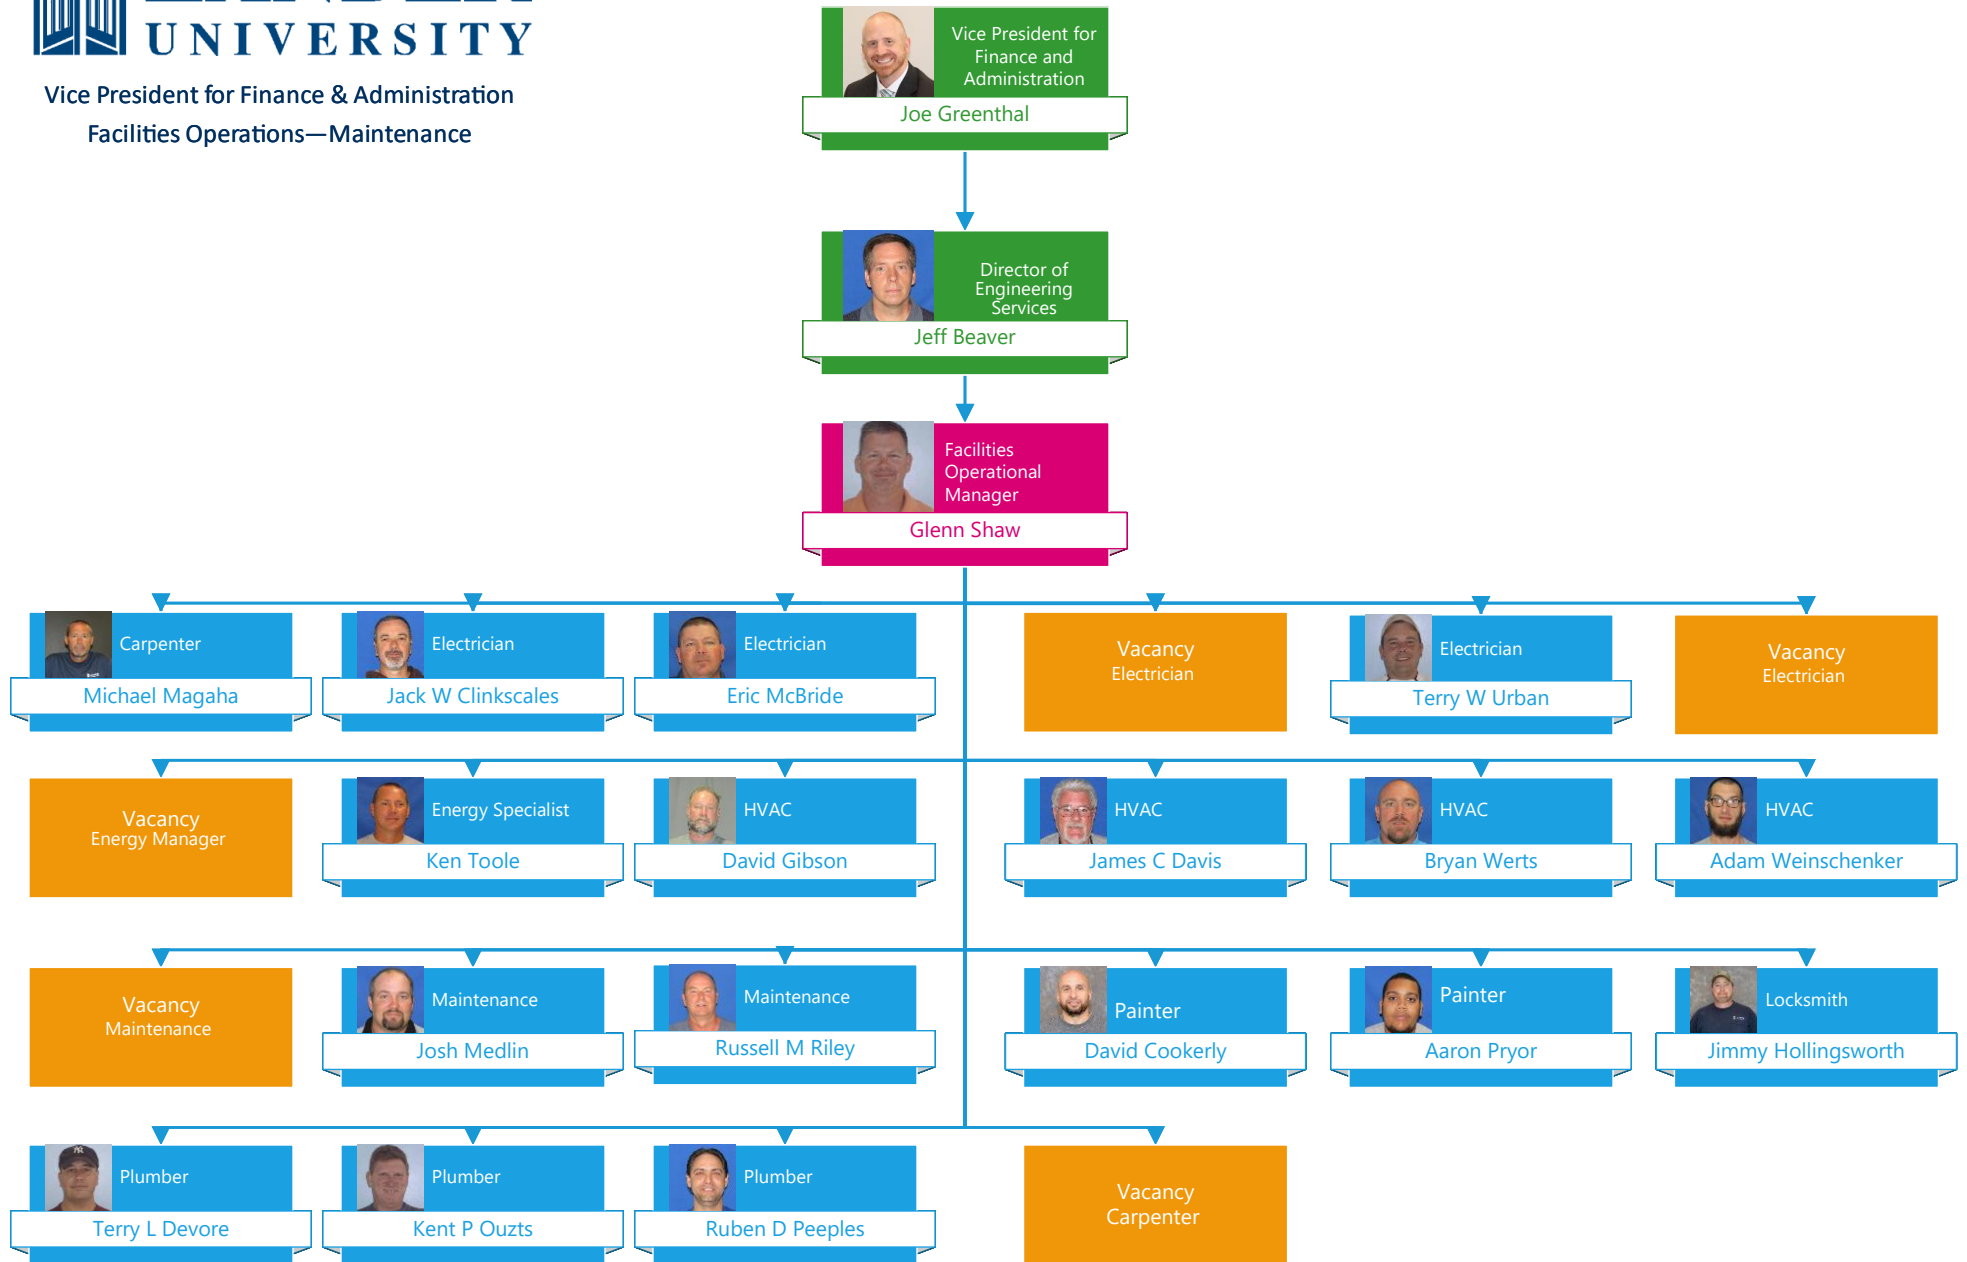 UNIVERSITY
Vice President for Finance & Administration
Facilities Operations—Maintenance
Vice President for
Finance and
Administration
Joe Greenthal
Director of
Engineering
Services
Jeff Beaver
Facilities
Operational
Manager
Glenn Shaw
Carpenter
Michael Magaha
Electrician
Jack W Clinkscales
Electrician
Eric McBride
Vacancy
Electrician
Electrician
Terry W Urban
Vacancy
Electrician
Vacancy
Energy Manager
Energy Specialist
Ken Toole
HVAC
David Gibson
HVAC
James C Davis
HVAC
Bryan Werts
HVAC
Adam Weinschenker
Vacancy
Maintenance
Maintenance
Josh Medlin
Maintenance
Russell M Riley
Painter
David Cookerly
Painter
Aaron Pryor
Locksmith
Jimmy Hollingsworth
Plumber
Terry L Devore
Plumber
Kent P Ouzts
Plumber
Ruben D Peeples
Vacancy
Carpenter